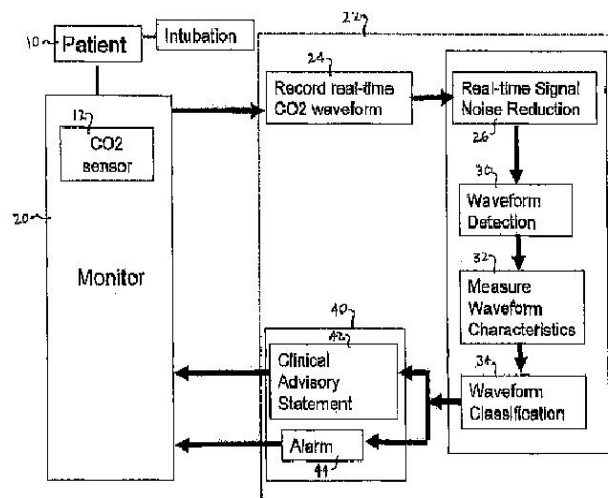 22
10
Patient
Intubation
24
Record real-time
CO2 waveform
Real-time Signal
Noise Reduction
26
12
CO2
sensor
20
30
Waveform
Detection
Monitor
32
Measure
Waveform
Characteristics
40
42
Clinical
Advisory
Statement
34
Waveform
Classification
Alarm
44